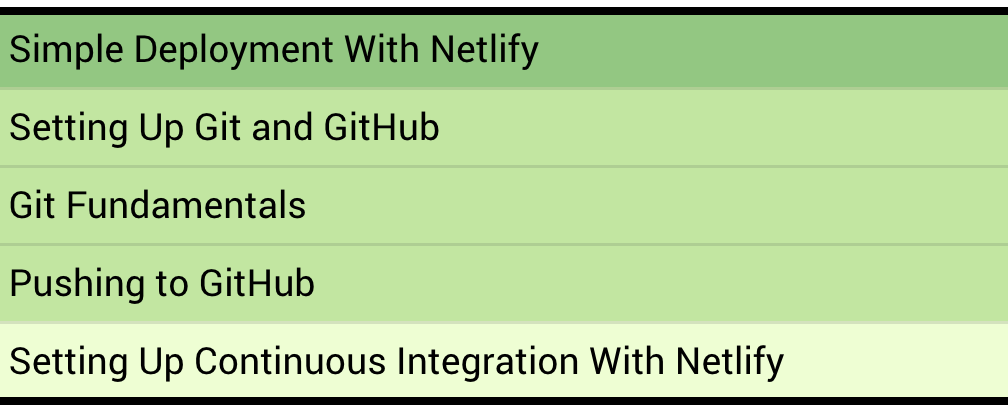 Simple Deployment With Netlify
Setting Up Git and GitHub
Git Fundamentals
Pushing to GitHub
Setting Up Continuous Integration With Netlify